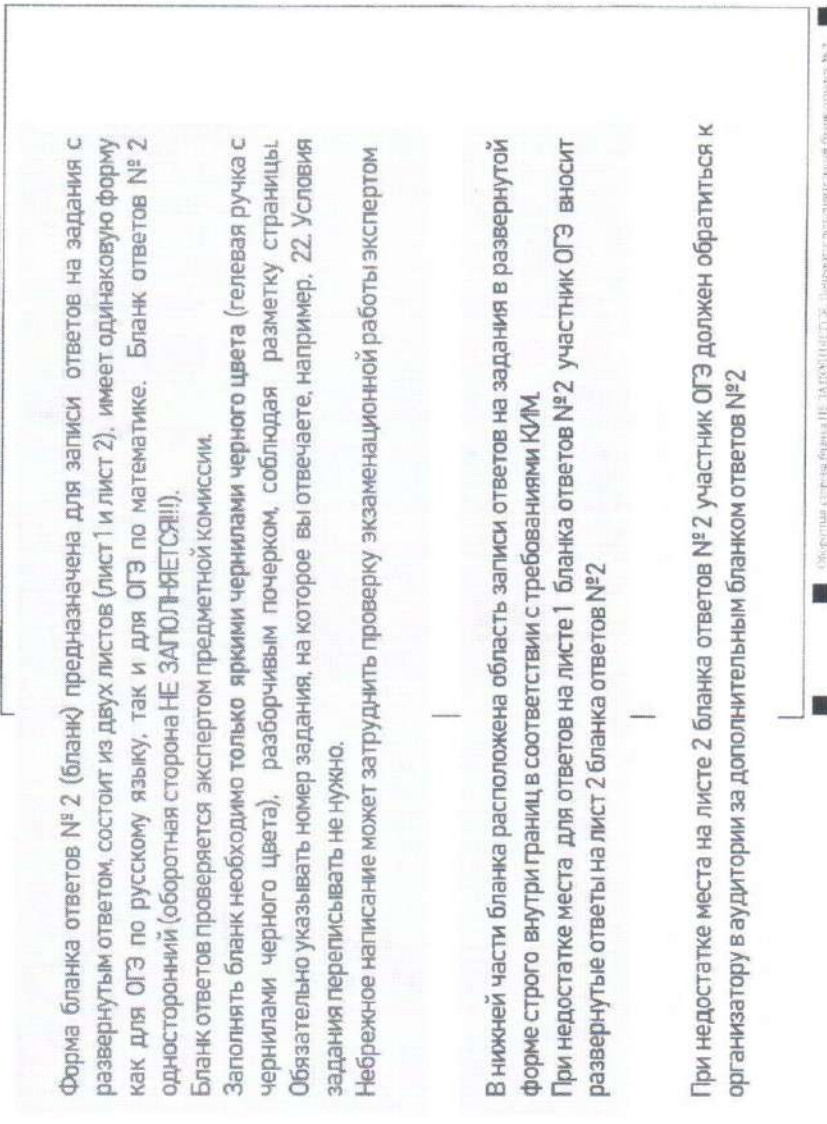 Форма бланка ответов № 2 (бланк) предназначена для записи ответов на задания с
развернутым ответом, состоит из двух листов (лист 1 и лист 2), имеет одинаковую форму
как для ОГЭ по русскому языку, так и для ОГЭ по математике. Бланк ответов № 2
односторонний (оборотная сторона НЕ ЗАПОЛНЯЕТСЯ!!!).
Бланк ответов проверяется экспертом предметной комиссии.
Заполнять бланк необходимо только яркими чернилами черного цвета (гелевая ручка с
чернилами черного цвета), разборчивым почерком, соблюдая разметку страницы.
Обязательно указывать номер задания, на которое вы отвечаете, например, 22. Условия
задания переписывать не нужно.
Небрежное написание может затруднить проверку экзаменационной работы экспертом
В нижней части бланка расположена область записи ответов на задания в развернутой
форме строго внутри границ в соответствии с требованиями КИМ.
При недостатке места для ответов на листе 1 бланка ответов №2 участник ОГЭ вносит
развернутые ответы на лист 2 бланка ответов №2
При недостатке места на листе 2 бланка ответов № 2 участник ОГЭ должен обратиться к
организатору в аудитории за дополнительным бланком ответов №2
Оборотная сторона бланка НЕ ЗАПОЛНЯЕТСЯ.